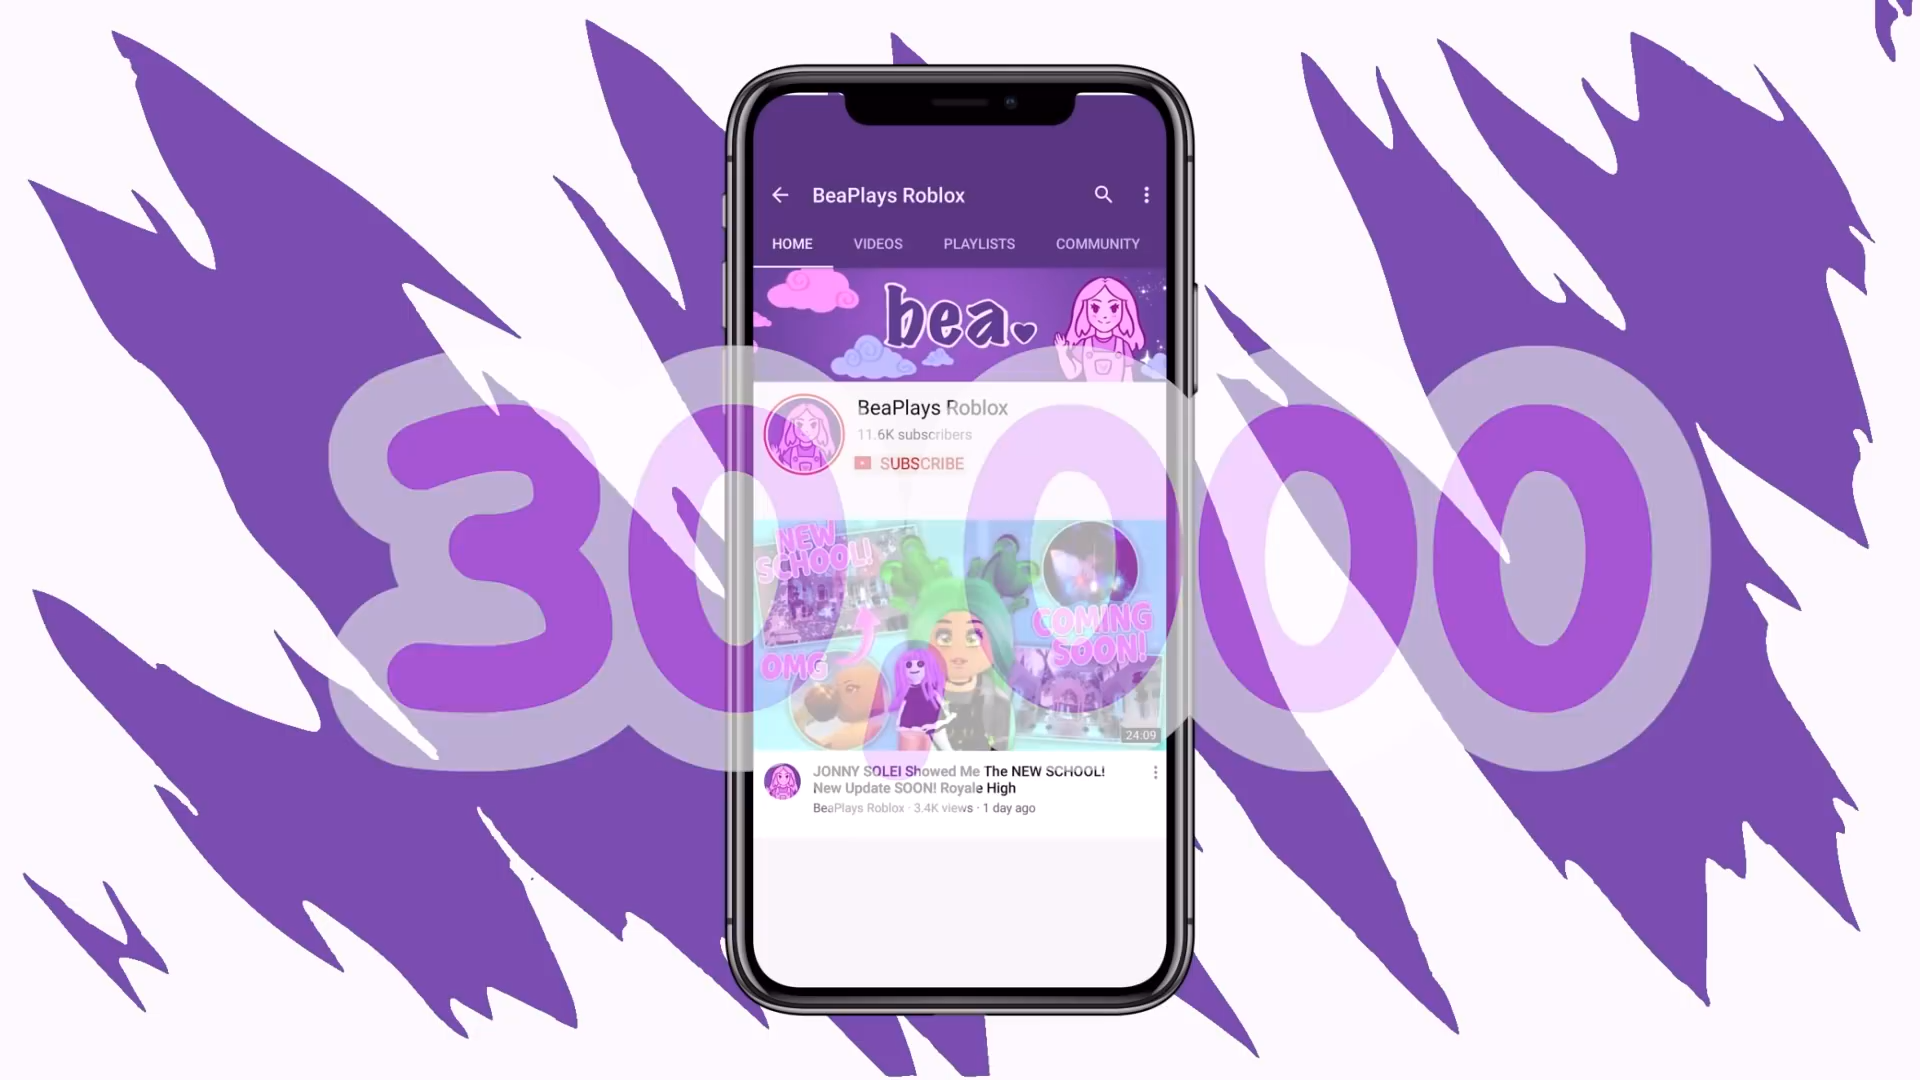 BeaPlays Roblox
HOME VIDEOS PLAYLISTS COMMUNITY
bea
BeaPlays Roblox
11.6K subscribers
SUBSCRIBE
30,000
NEW
SCHOOL!
OMG
COMING
SOON!
24:09
JONNY SOLEI Showed Me The NEW SCHOOL!
New Update SOON! Royale High
BeaPlays Roblox · 3.4K views · 1 day ago